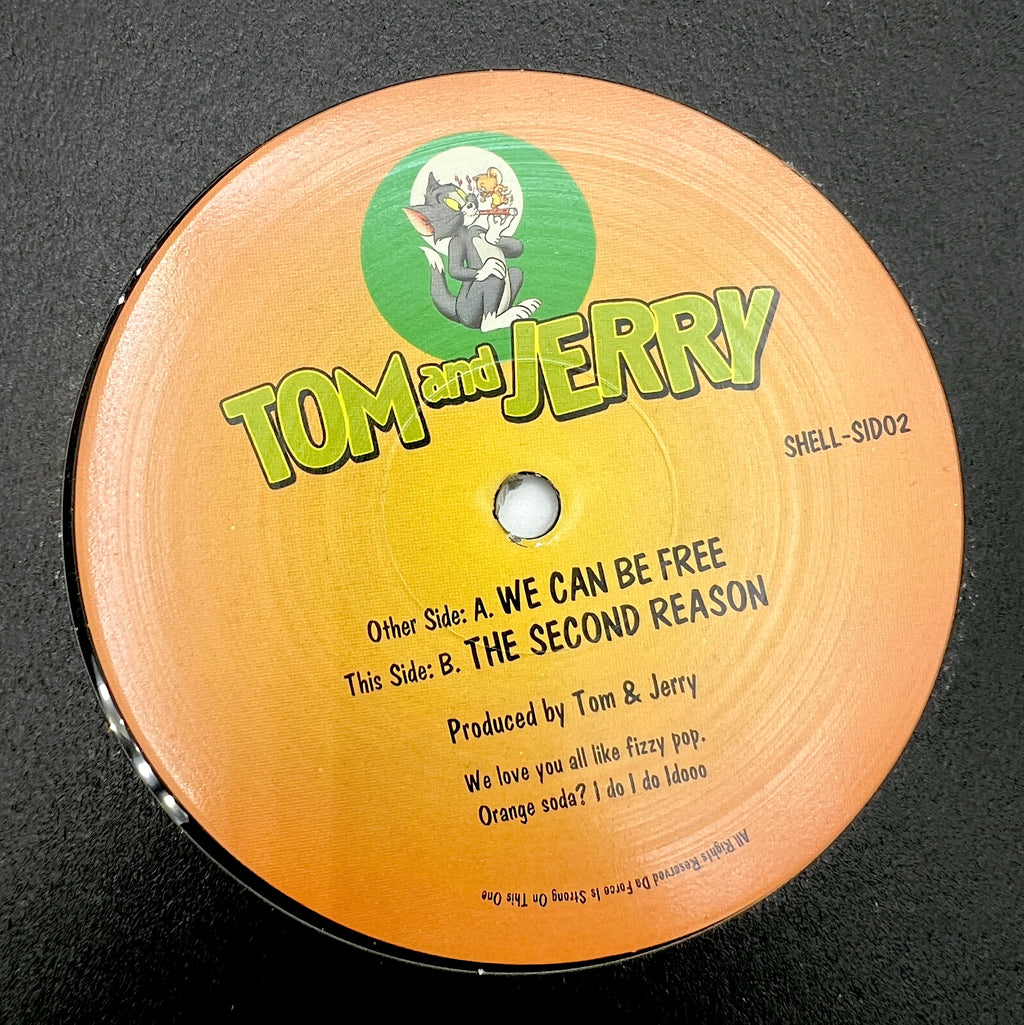 TOM and JERRY
SHELL-SID02
Other Side: A. WE CAN BE FREE
This Side: B. THE SECOND REASON
Produced by Tom & Jerry
We love you all like fizzy pop.
Orange soda? I do I do Idooo
All Rights Reserved Da Force Is Strong On This One